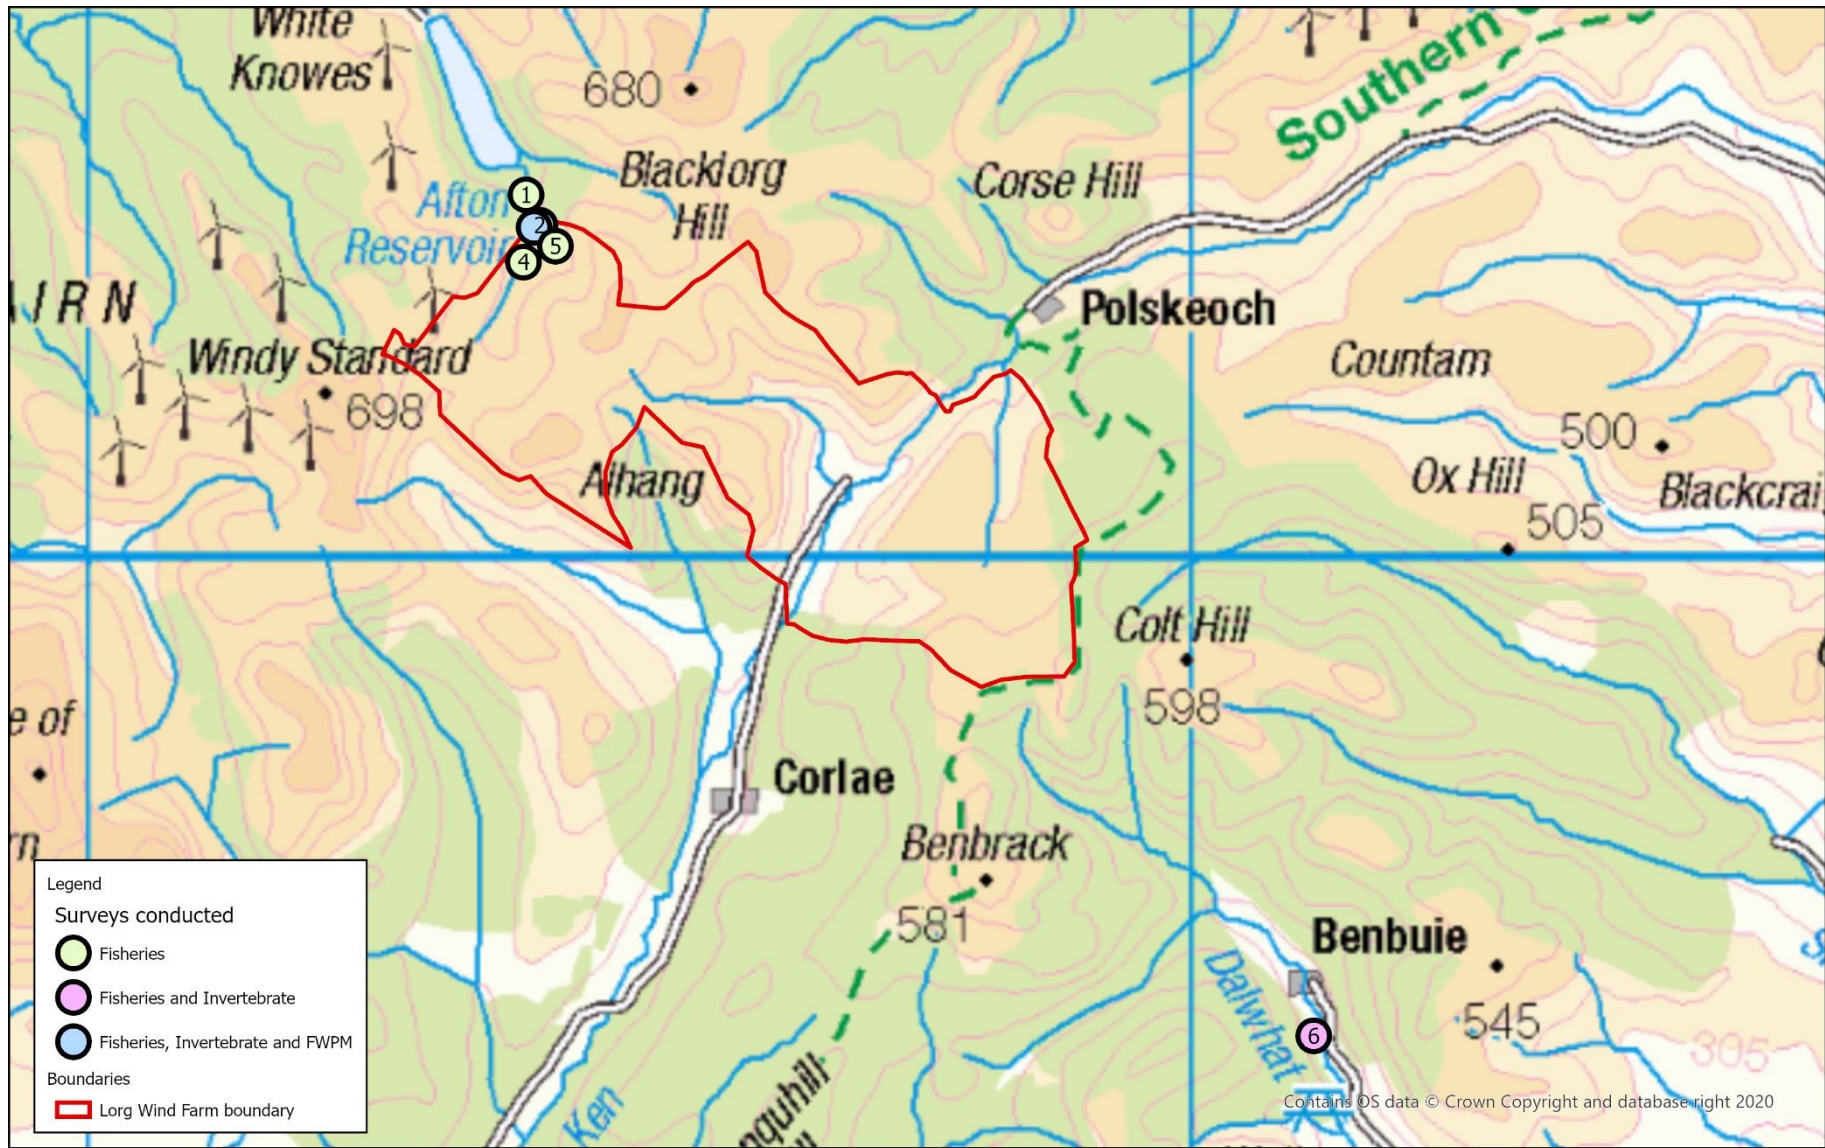 White
Knowes
680
Southern
Afton
Reservoir
Blacklorg
Hill
Corse Hill
1
2
5
4
AIRN
Polskeoch
Windy Standard
698
Countam
500
Alhang
Ox Hill
505
Blackcrai
Colt Hill
598
e of
Corlae
Benbrack
581
rn
Benbuie
545
Dalwhat
6
305
Ken
nguhill
Legend
Surveys conducted
Fisheries
Fisheries and Invertebrate
Fisheries, Invertebrate and FWPM
Boundaries
Lorg Wind Farm boundary
Contains OS data © Crown Copyright and database right 2020